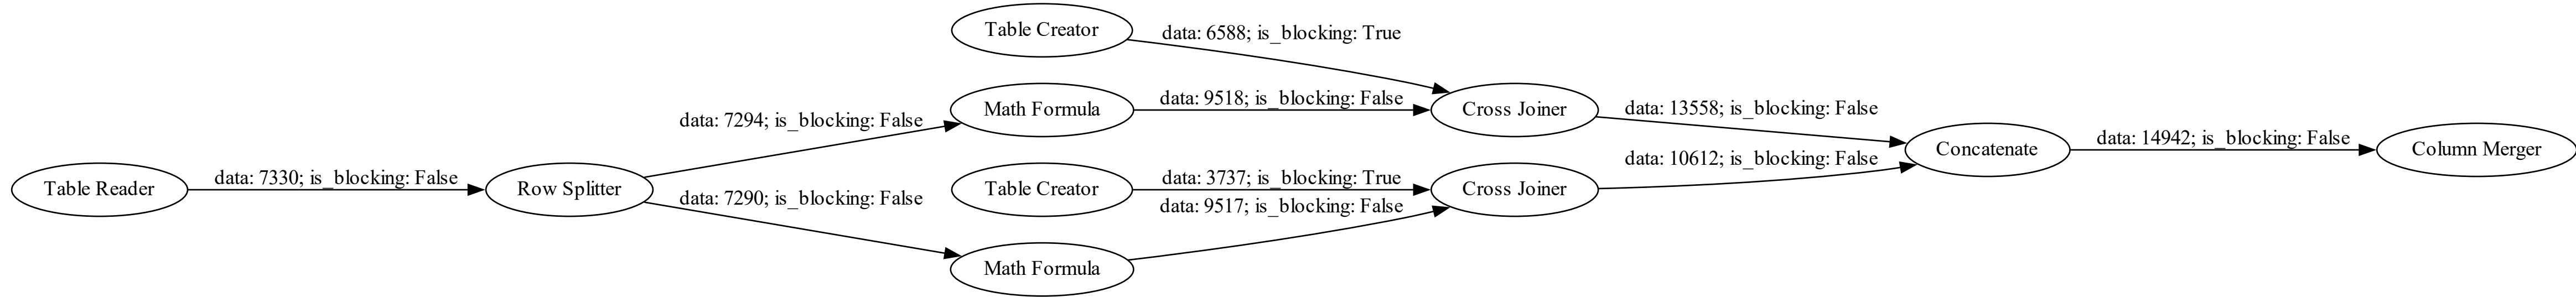 Table Creator
data: 6588; is_blocking: True
Math Formula
data: 9518; is_blocking: False
Cross Joiner
data: 13558; is_blocking: False
data: 7294; is_blocking: False
Concatenate
data: 14942; is_blocking: False
Column Merger
Table Reader
data: 7330; is_blocking: False
Row Splitter
data: 7290; is_blocking: False
Table Creator
data: 3737; is_blocking: True
data: 9517; is_blocking: False
Cross Joiner
data: 10612; is_blocking: False
Math Formula